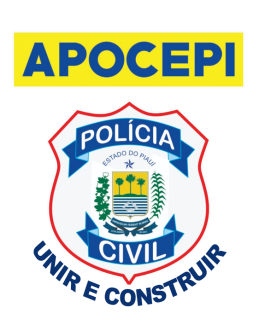 APOCEPI
POLÍCIA
ESTADO DO PIAUÍ
CIVIL
UNIR E CONSTRUIR